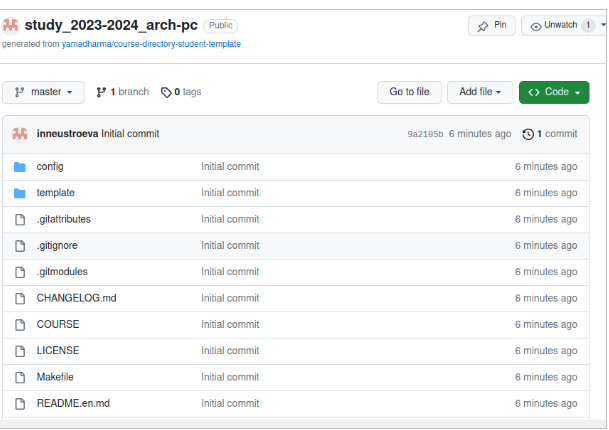 study_2023-2024_arch-pc Public Pin Unwatch 1
generated from yamadharma/course-directory-student-template
master 1 branch 0 tags Go to file Add file Code
inneustroeva Initial commit 9a2105b 6 minutes ago 1 commit
config Initial commit 6 minutes ago
template Initial commit 6 minutes ago
.gitattributes Initial commit 6 minutes ago
.gitignore Initial commit 6 minutes ago
.gitmodules Initial commit 6 minutes ago
CHANGELOG.md Initial commit 6 minutes ago
COURSE Initial commit 6 minutes ago
LICENSE Initial commit 6 minutes ago
Makefile Initial commit 6 minutes ago
README.en.md Initial commit 6 minutes ago